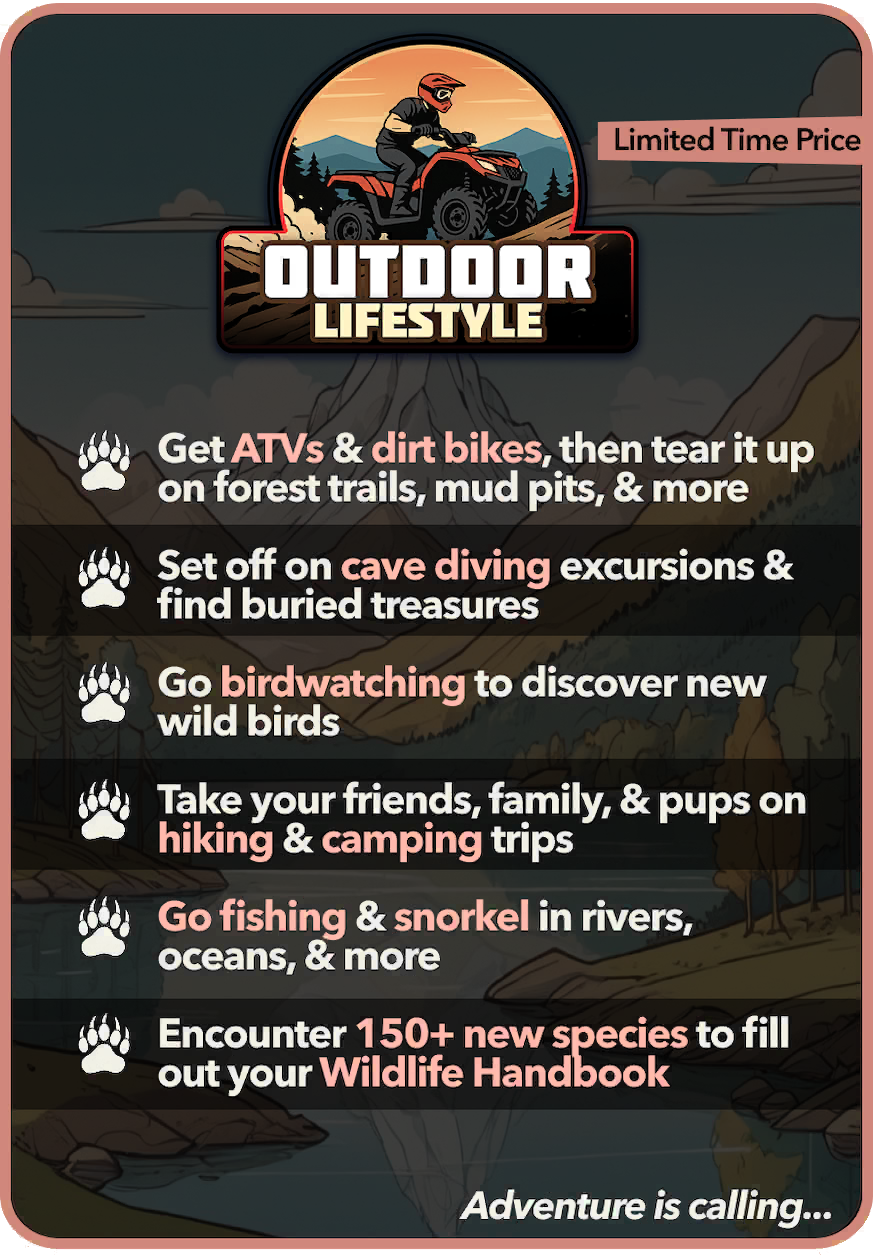 Limited Time Price
OUTDOOR
LIFESTYLE
Get ATVs & dirt bikes, then tear it up
on forest trails, mud pits, & more
Set off on cave diving excursions &
find buried treasures
Go birdwatching to discover new
wild birds
Take your friends, family, & pups on
hiking & camping trips
Go fishing & snorkel in rivers,
oceans, & more
Encounter 150+ new species to fill
out your Wildlife Handbook
Adventure is calling...